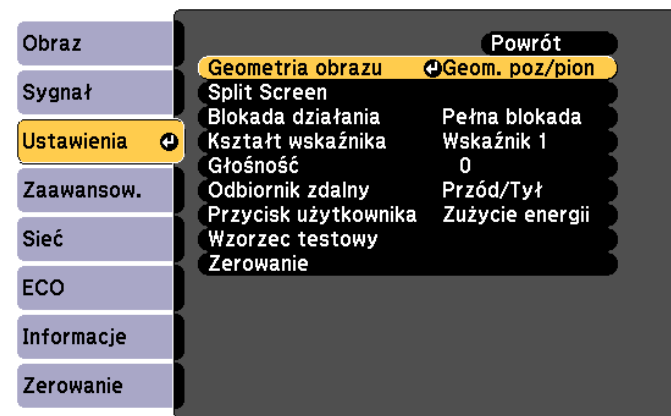 Obraz
Sygnał
Ustawienia
Zaawansow.
Sieć
ECO
Informacje
Zerowanie
Powrót
Geometria obrazu Geom. poz/pion
Split Screen
Blokada działania Pełna blokada
Kształt wskaźnika Wskaźnik 1
Głośność 0
Odbiornik zdalny Przód/Tył
Przycisk użytkownika Zużycie energii
Wzorzec testowy
Zerowanie